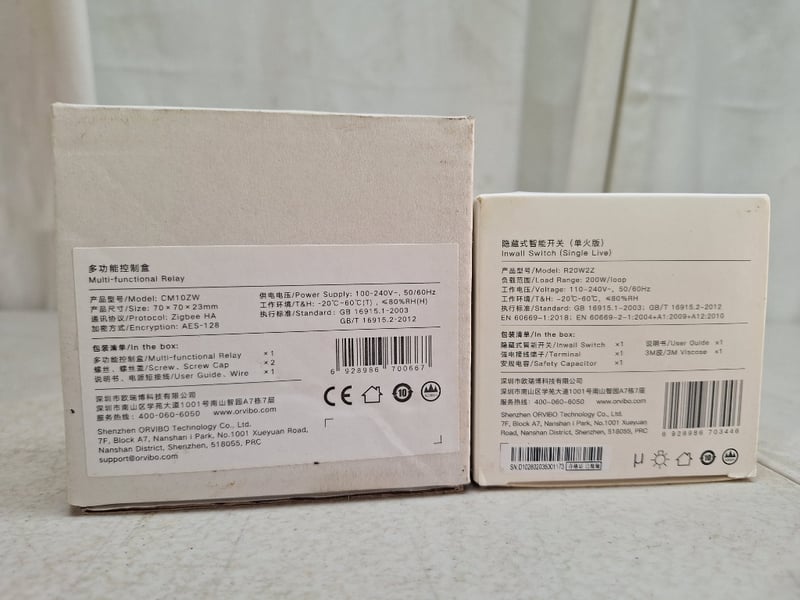 多功能控制盒
Multi-functional Relay
产品型号/Model: CM10ZW
产品尺寸/Size: 70×70×23mm
通讯协议/Protocol: Zigbee HA
加密方式/Encryption: AES-128
供电电压/Power Supply: 100-240V~, 50/60Hz
工作环境/T&H: -20℃-60℃(T), ≤80%RH(H)
执行标准/Standard: GB 16915.1-2003
GB/T 16915.2-2012
包装清单/In the box:
多功能控制盒/Multi-functional Relay ×1
螺丝、螺丝盖/Screw、Screw Cap ×2
说明书、电源短接线/User Guide、Wire ×1
6 928986 700667
深圳市欧瑞博科技有限公司
深圳市南山区学苑大道1001号南山智园A7栋7层
服务热线：400-060-6050 www.orvibo.com
Shenzhen ORVIBO Technology Co., Ltd.
7F, Block A7, Nanshan i Park, No.1001 Xueyuan Road,
Nanshan District, Shenzhen, 518055, PRC
support@orvibo.com
CE
10
隐藏式智能开关（单火版）
Inwall Switch (Single Live)
产品型号/Model: R20W2Z
负载范围/Load Range: 200W/loop
工作电压/Voltage: 110-240V~, 50/60Hz
工作环境/T&H: -20℃-60℃, ≤80%RH
执行标准/Standard: GB 16915.1-2003; GB/T 16915.2-2012
EN 60669-1:2018; EN 60669-2-1:2004+A1:2009+A12:2010
包装清单/In the box:
隐藏式智能开关/Inwall Switch ×1 说明书/User Guide ×1
强电接线端子/Terminal ×1 3M胶/3M Viscose ×1
安规电容/Safety Capacitor ×1
深圳市欧瑞博科技有限公司
深圳市南山区学苑大道1001号南山智园A7栋7层
服务热线：400-060-6050 www.orvibo.com
Shenzhen ORVIBO Technology Co., Ltd.
7F, Block A7, Nanshan i Park, No.1001 Xueyuan
Road, Nanshan District, Shenzhen, 518055, PRC
6 928986 703446
μ
10